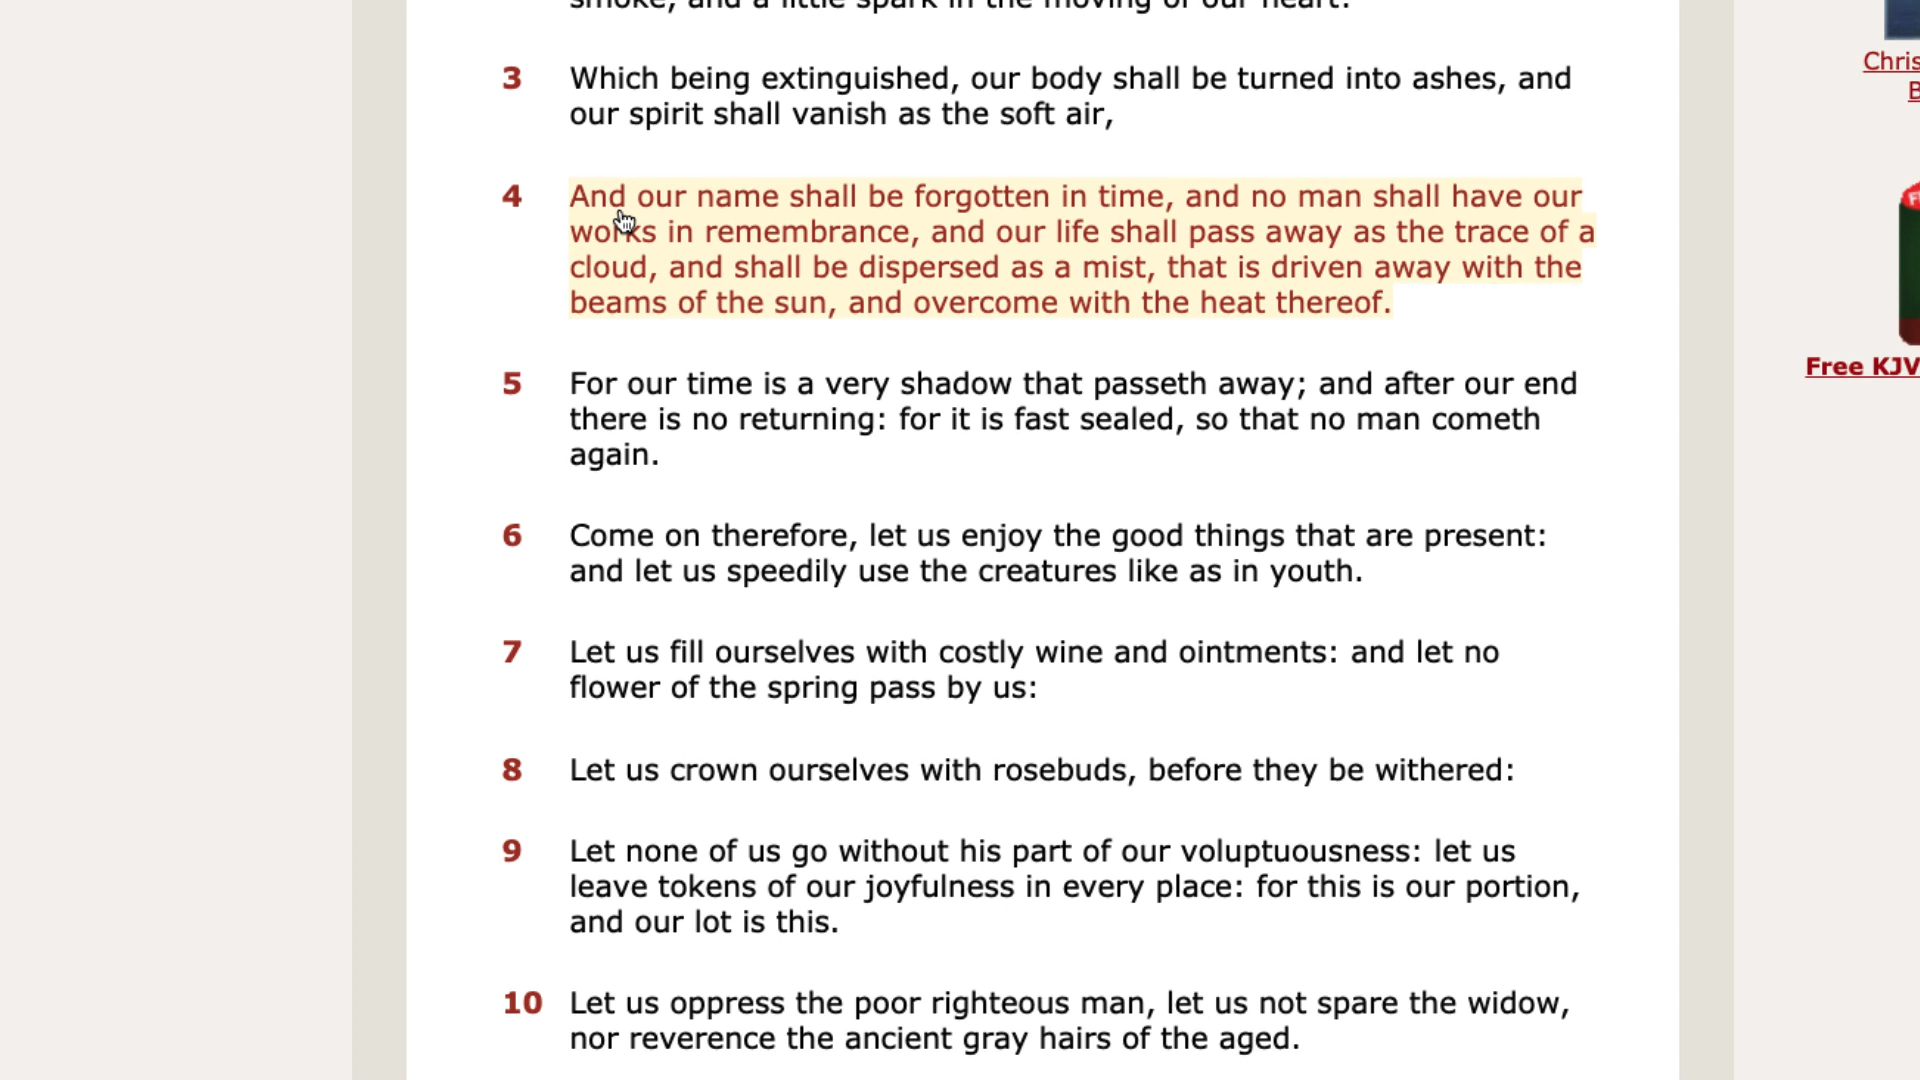 smoke, and a little spark in the moving of our heart:
3 Which being extinguished, our body shall be turned into ashes, and
our spirit shall vanish as the soft air,
4 And our name shall be forgotten in time, and no man shall have our
works in remembrance, and our life shall pass away as the trace of a
cloud, and shall be dispersed as a mist, that is driven away with the
beams of the sun, and overcome with the heat thereof.
5 For our time is a very shadow that passeth away; and after our end
there is no returning: for it is fast sealed, so that no man cometh
again.
6 Come on therefore, let us enjoy the good things that are present:
and let us speedily use the creatures like as in youth.
7 Let us fill ourselves with costly wine and ointments: and let no
flower of the spring pass by us:
8 Let us crown ourselves with rosebuds, before they be withered:
9 Let none of us go without his part of our voluptuousness: let us
leave tokens of our joyfulness in every place: for this is our portion,
and our lot is this.
10 Let us oppress the poor righteous man, let us not spare the widow,
nor reverence the ancient gray hairs of the aged.
Chris
B
Free KJV